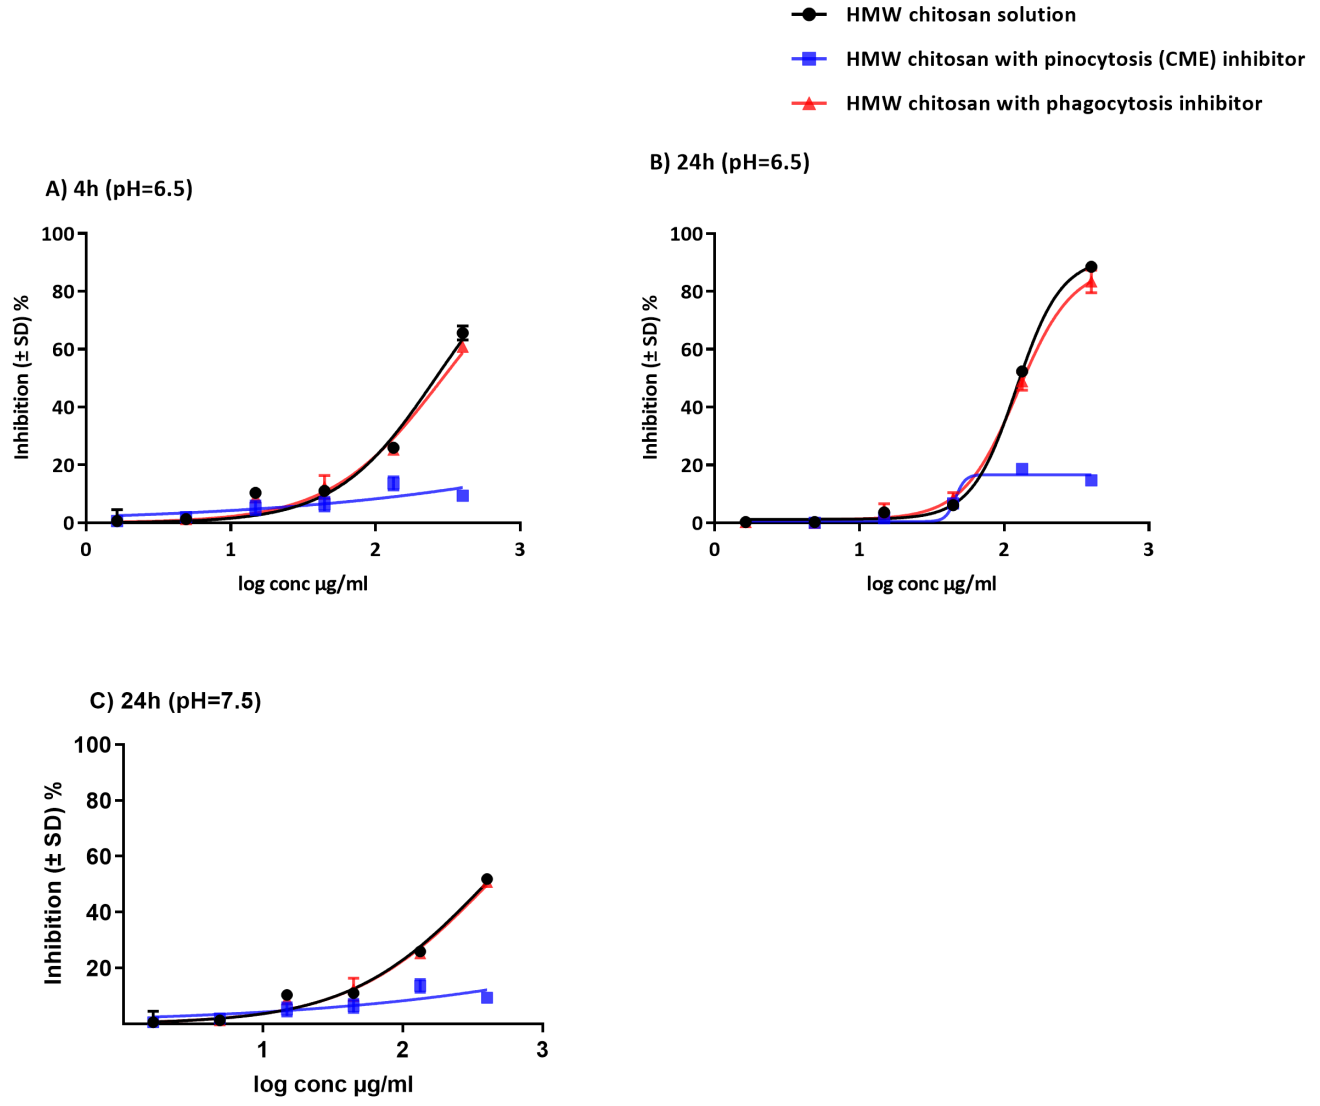 HMW chitosan solution
HMW chitosan with pinocytosis (CME) inhibitor
HMW chitosan with phagocytosis inhibitor
A) 4h (pH=6.5)
100
80
60
40
20
0
0 1 2 3
Inhibition (± SD) %
log conc µg/ml
B) 24h (pH=6.5)
100
80
60
40
20
0
0 1 2 3
Inhibition (± SD) %
log conc µg/ml
C) 24h (pH=7.5)
100
80
60
40
20
1 2 3
Inhibition (± SD) %
log conc µg/ml